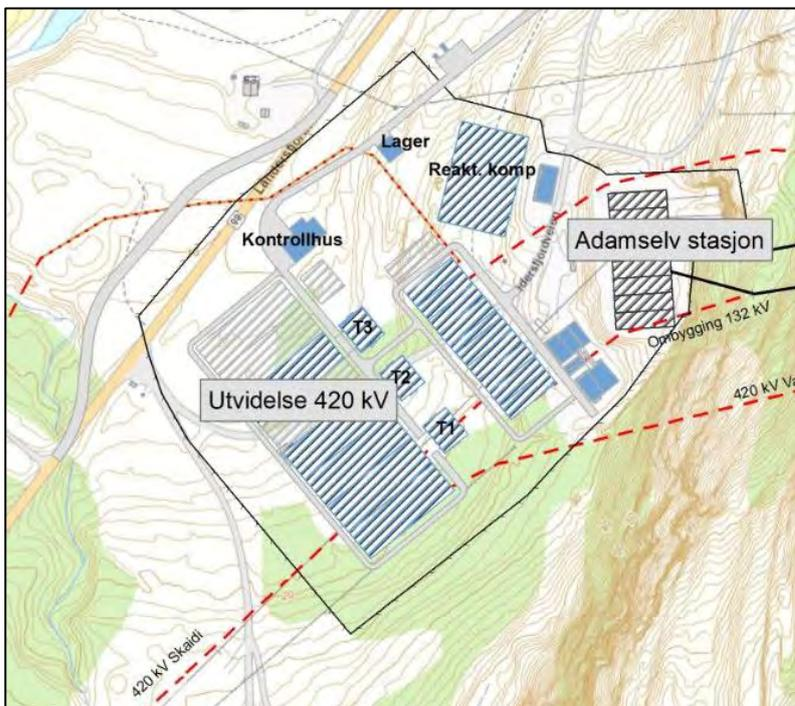 Lager
Reakt. komp
Kontrollhus
Adamselv stasjon
T3
Ombygging 132 kV
T2
Utvidelse 420 kV
420 kV
T1
420 kV Skaidi